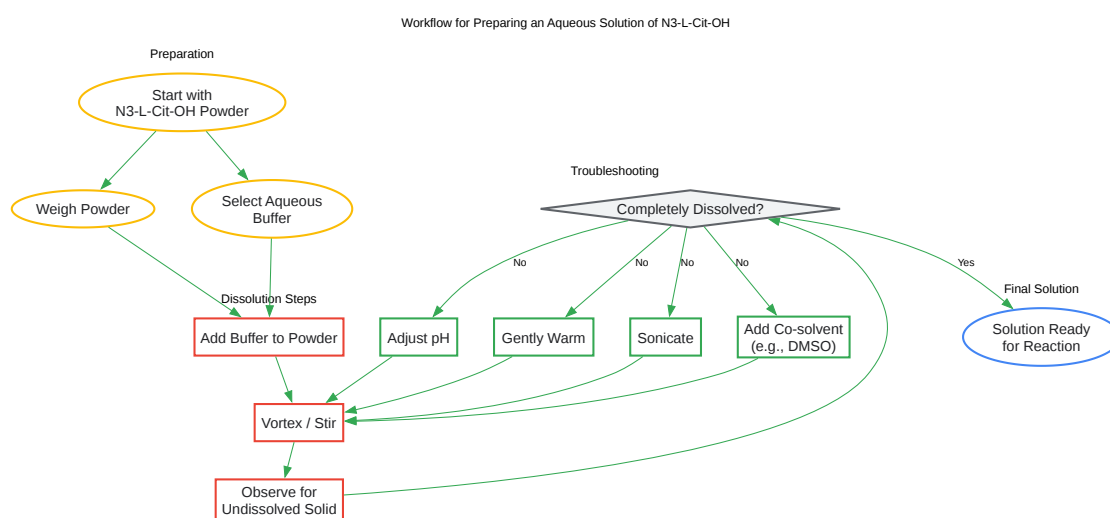 Workflow for Preparing an Aqueous Solution of N3-L-Cit-OH
Preparation
Start with
N3-L-Cit-OH Powder
Weigh Powder
Select Aqueous
Buffer
Dissolution Steps
Add Buffer to Powder
Vortex / Stir
Observe for
Undissolved Solid
Troubleshooting
Completely Dissolved?
No
No
No
No
Yes
Adjust pH
Gently Warm
Sonicate
Add Co-solvent
(e.g., DMSO)
Final Solution
Solution Ready
for Reaction